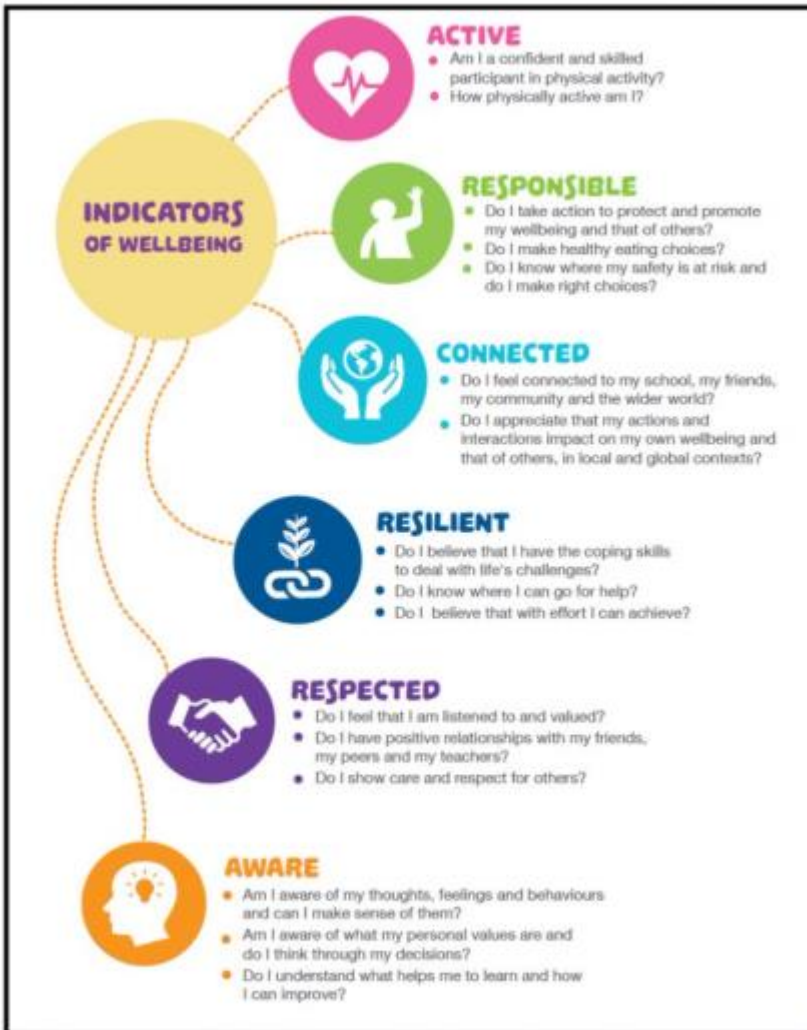 ACTIVE
Am I a confident and skilled
participant in physical activity?
How physically active am I?
INDICATORS
OF WELLBEING
RESPONSIBLE
Do I take action to protect and promote
my wellbeing and that of others?
Do I make healthy eating choices?
Do I know where my safety is at risk and
do I make right choices?
CONNECTED
Do I feel connected to my school, my friends,
my community and the wider world?
Do I appreciate that my actions and
interactions impact on my own wellbeing and
that of others, in local and global contexts?
RESILIENT
Do I believe that I have the coping skills
to deal with life's challenges?
Do I know where I can go for help?
Do I believe that with effort I can achieve?
RESPECTED
Do I feel that I am listened to and valued?
Do I have positive relationships with my friends,
my peers and my teachers?
Do I show care and respect for others?
AWARE
Am I aware of my thoughts, feelings and behaviours
and can I make sense of them?
Am I aware of what my personal values are and
do I think through my decisions?
Do I understand what helps me to learn and how
I can improve?